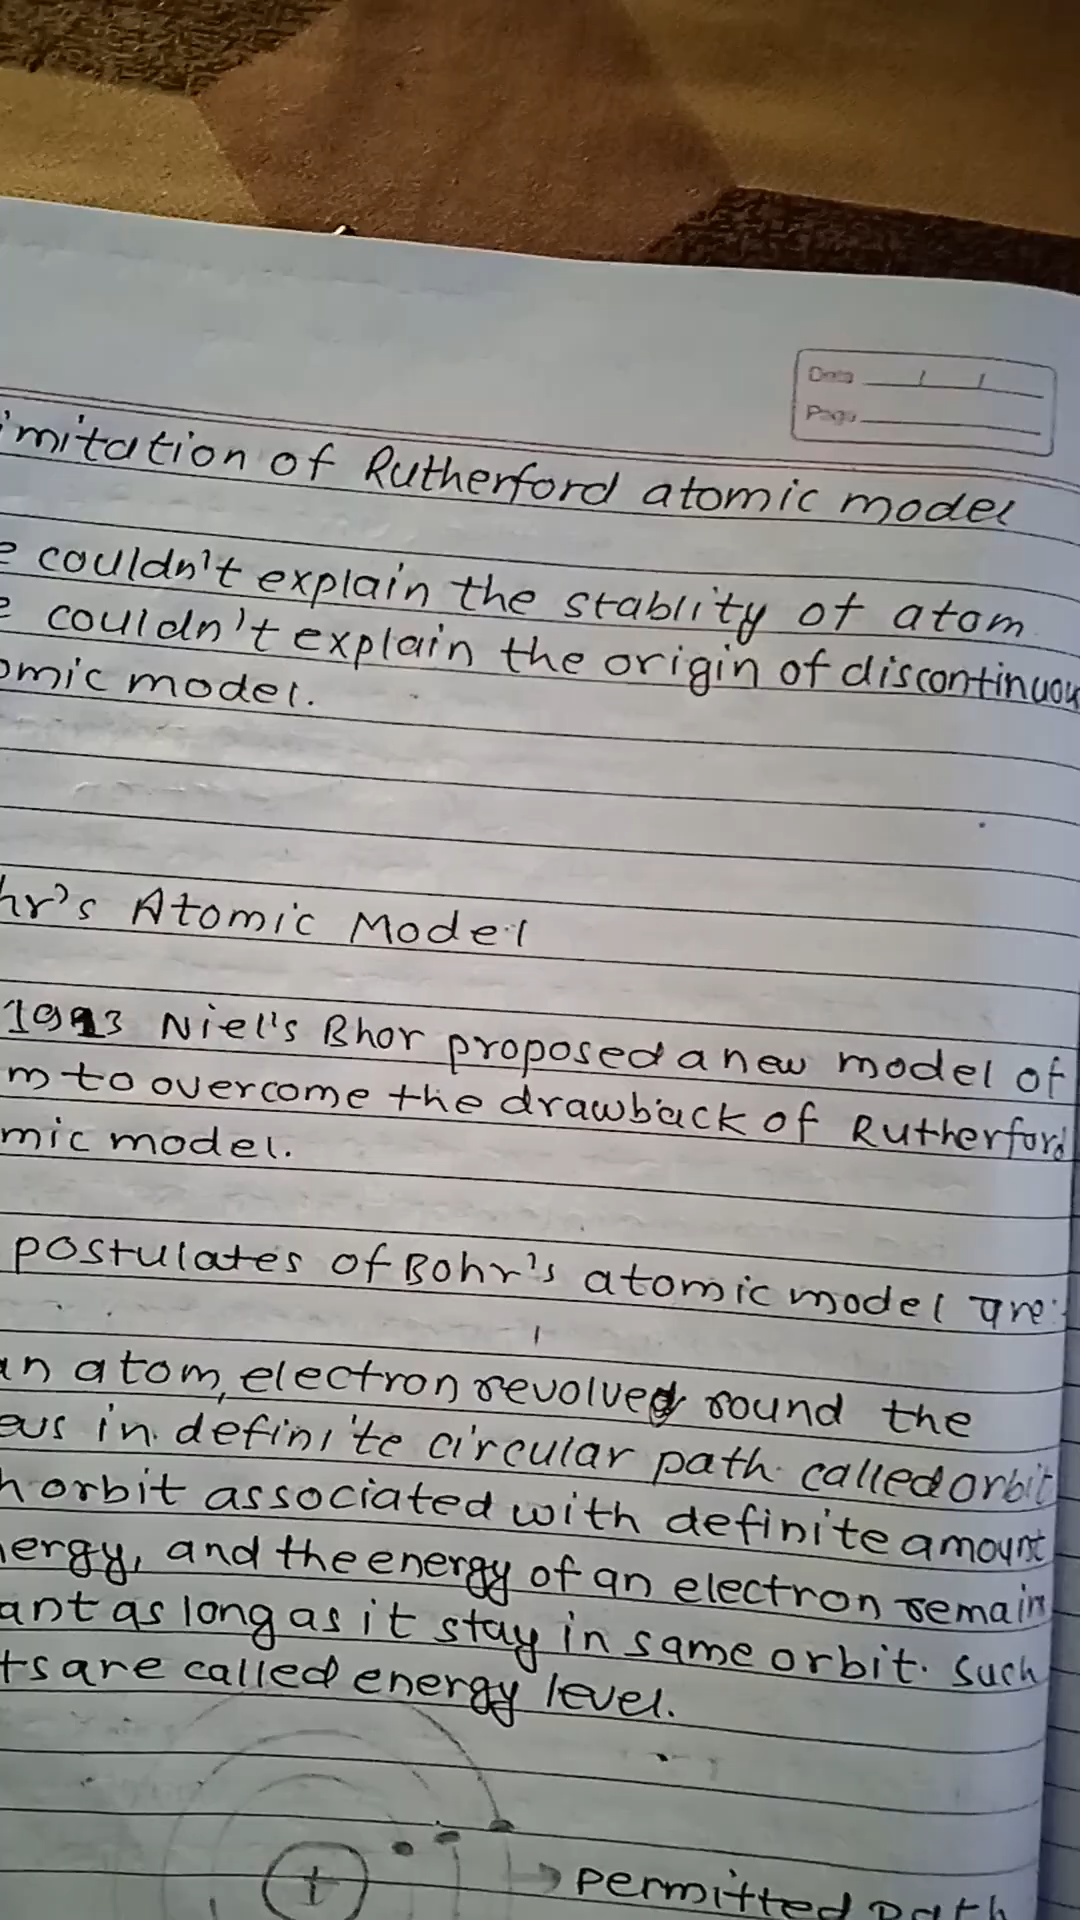 Date
Page
imitation of Rutherford atomic model
e couldn't explain the stablity of atom
e couldn't explain the origin of discontinuou
omic model.
hr's Atomic Model
1913 Niel's Bhor proposed a new model of
m to overcome the drawback of Rutherford
mic model.
postulates of Bohr's atomic model are:
an atom, electron revolved round the
eus in definite circular path called orbit
h orbit associated with definite amount
nergy, and the energy of an electron remain
ant as long as it stay in same orbit. Such
ts are called energy level.
+
permitted path